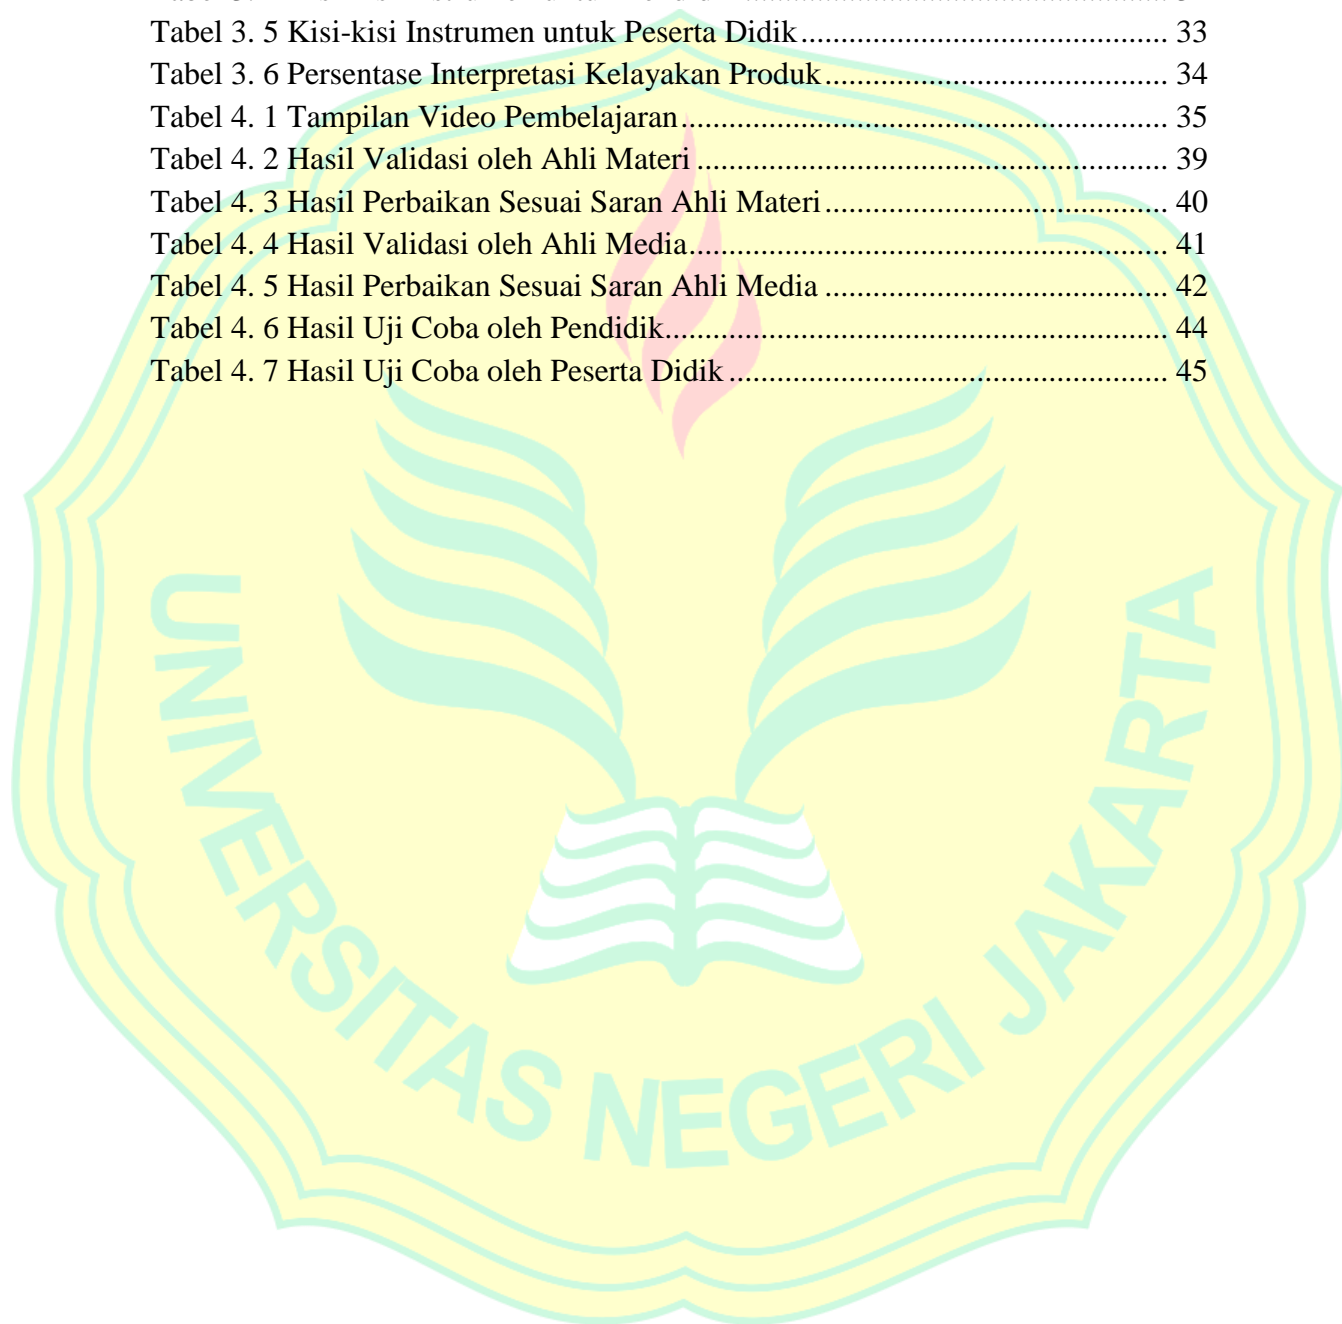 Tabel 3. 5 Kisi-kisi Instrumen untuk Peserta Didik ............................................. 33
Tabel 3. 6 Persentase Interpretasi Kelayakan Produk .......................................... 34
Tabel 4. 1 Tampilan Video Pembelajaran ............................................................ 35
Tabel 4. 2 Hasil Validasi oleh Ahli Materi .......................................................... 39
Tabel 4. 3 Hasil Perbaikan Sesuai Saran Ahli Materi .......................................... 40
Tabel 4. 4 Hasil Validasi oleh Ahli Media ........................................................... 41
Tabel 4. 5 Hasil Perbaikan Sesuai Saran Ahli Media .......................................... 42
Tabel 4. 6 Hasil Uji Coba oleh Pendidik .............................................................. 44
Tabel 4. 7 Hasil Uji Coba oleh Peserta Didik ...................................................... 45
UNIVERSITAS NEGERI JAKARTA